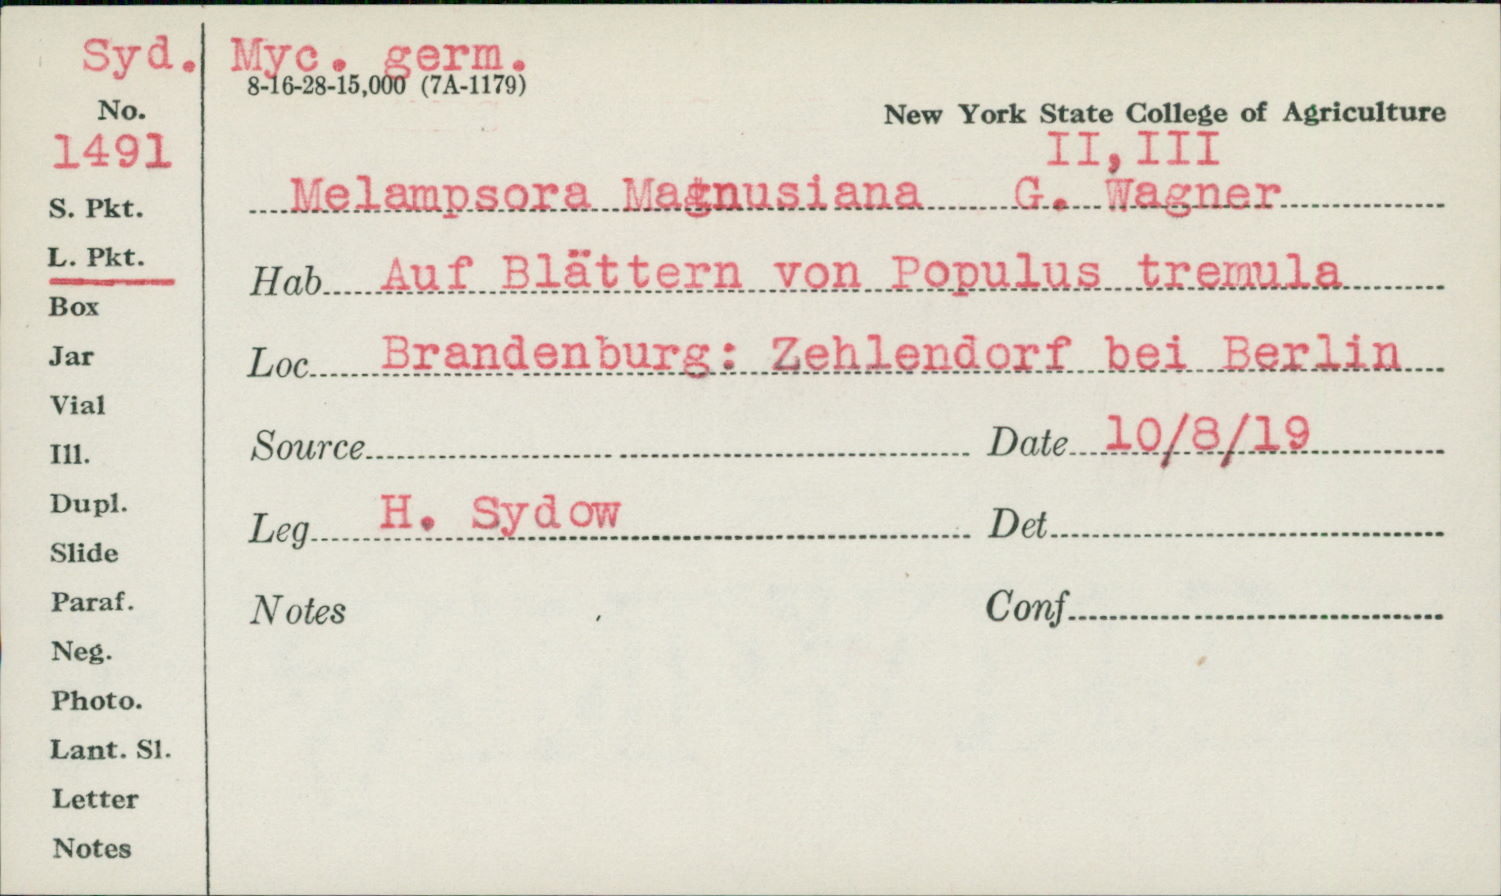 Syd. Myc. germ.
8-16-28-15,000 (7A-1179)
No.
New York State College of Agriculture
1491
II,III
S. Pkt.
Melampsora Magnusiana G. Wagner
L. Pkt.
Hab Auf Blättern von Populus tremula
Box
Jar
Loc Brandenburg: Zehlendorf bei Berlin
Vial
Ill.
Source Date 10/8/19
Dupl.
Leg H. Sydow Det
Slide
Paraf.
Notes Conf
Neg.
Photo.
Lant. Sl.
Letter
Notes